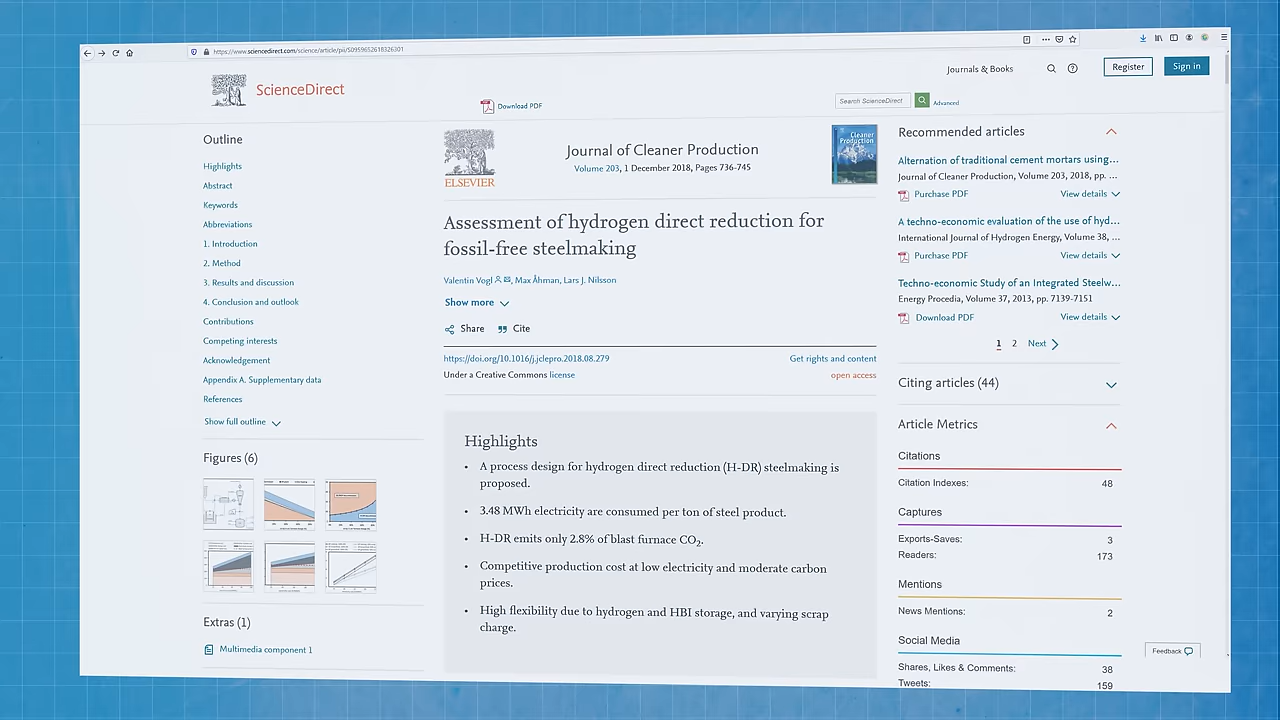 https://www.sciencedirect.com/science/article/pii/S0959652618326301
ScienceDirect
Journals & Books
Register
Sign in
Download PDF
Search ScienceDirect
Advanced
Outline
Highlights
Abstract
Keywords
Abbreviations
1. Introduction
2. Method
3. Results and discussion
4. Conclusion and outlook
Contributions
Competing interests
Acknowledgement
Appendix A. Supplementary data
References
Show full outline
Figures (6)
Extras (1)
Multimedia component 1
ELSEVIER
Journal of Cleaner Production
Volume 203, 1 December 2018, Pages 736-745
Cleaner
Production
Assessment of hydrogen direct reduction for
fossil-free steelmaking
Valentin Vogl, Max Åhman, Lars J. Nilsson
Show more
Share Cite
https://doi.org/10.1016/j.jclepro.2018.08.279
Get rights and content
Under a Creative Commons license
open access
Highlights
• A process design for hydrogen direct reduction (H-DR) steelmaking is
proposed.
• 3.48 MWh electricity are consumed per ton of steel product.
• H-DR emits only 2.8% of blast furnace CO₂.
• Competitive production cost at low electricity and moderate carbon
prices.
• High flexibility due to hydrogen and HBI storage, and varying scrap
charge.
Recommended articles
Alternation of traditional cement mortars using...
Journal of Cleaner Production, Volume 203, 2018, pp. ...
Purchase PDF View details
A techno-economic evaluation of the use of hyd...
International Journal of Hydrogen Energy, Volume 38, ...
Purchase PDF View details
Techno-economic Study of an Integrated Steelw...
Energy Procedia, Volume 37, 2013, pp. 7139-7151
Download PDF View details
1 2 Next
Citing articles (44)
Article Metrics
Citations
Citation Indexes: 48
Captures
Exports-Saves:
Readers: 173
Mentions
News Mentions: 2
Social Media
Shares, Likes & Comments: 38
Tweets: 159
Feedback